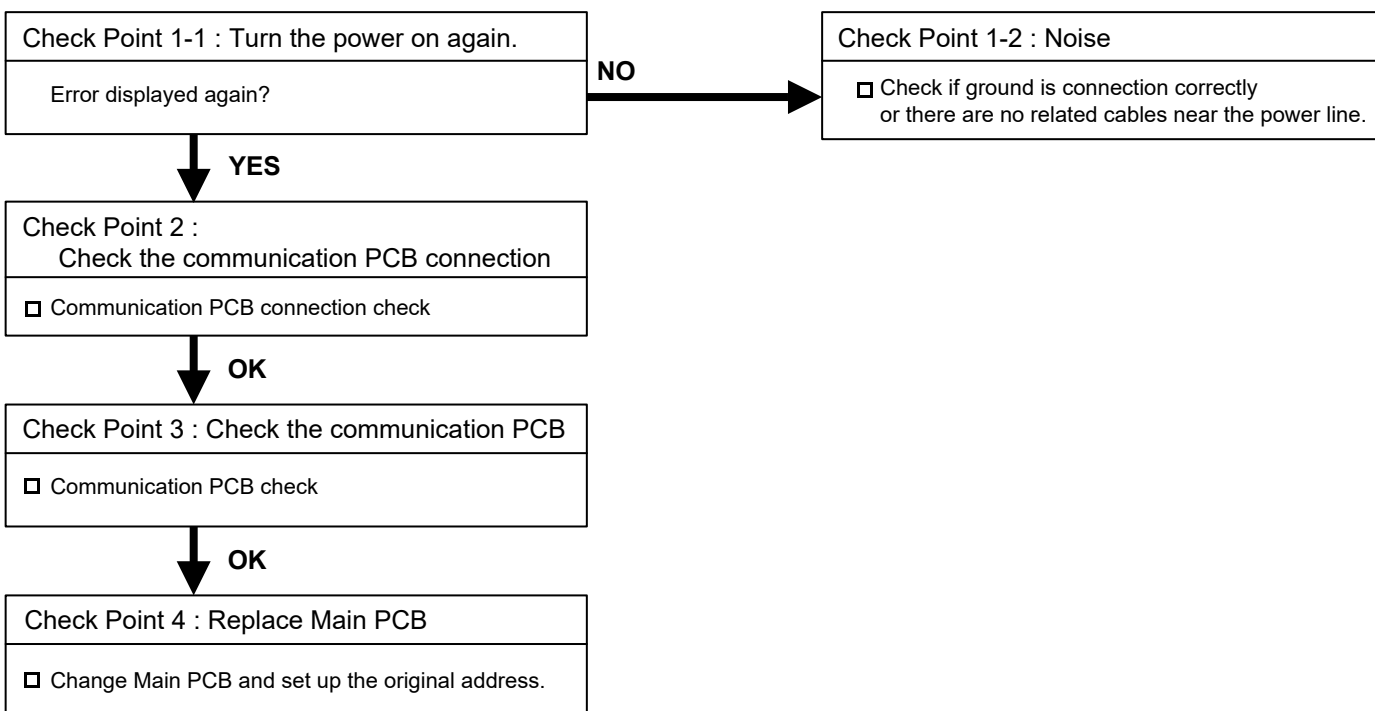 Check Point 1-1 : Turn the power on again.
Error displayed again?
NO
Check Point 1-2 : Noise
Check if ground is connection correctly
or there are no related cables near the power line.
YES
Check Point 2 :
Check the communication PCB connection
Communication PCB connection check
OK
Check Point 3 : Check the communication PCB
Communication PCB check
OK
Check Point 4 : Replace Main PCB
Change Main PCB and set up the original address.